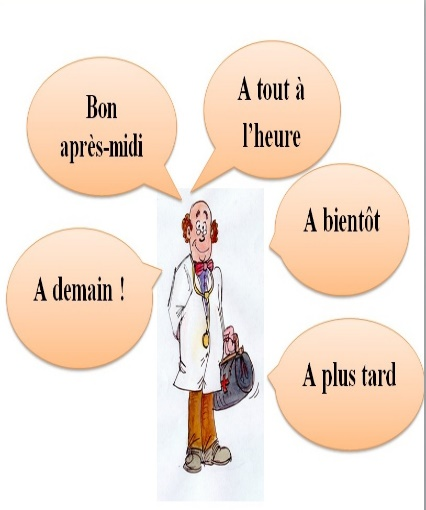 Bon
après-midi
A tout à
l'heure
A bientôt
A demain !
A plus tard